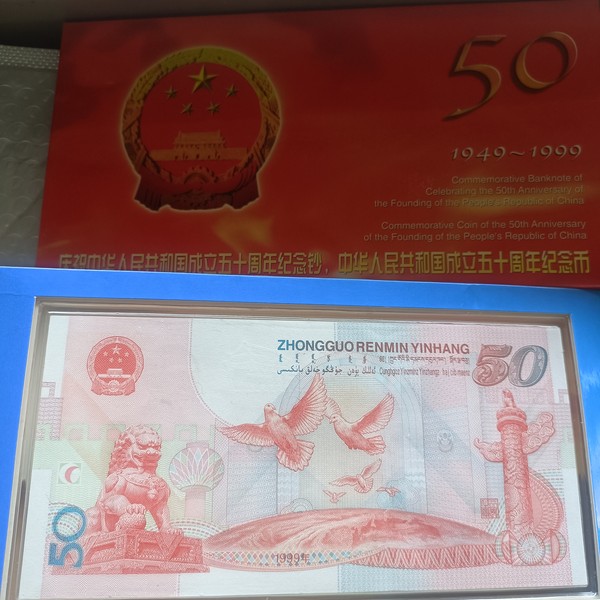 50
1949~1999
Commemorative Banknote of
Celebrating the 50th Anniversary of
the Founding of the People's Republic of China
Commemorative Coin of the 50th Anniversary
of the Founding of the People's Republic of China
庆祝中华人民共和国成立五十周年纪念钞、中华人民共和国成立五十周年纪念币
ZHONGGUO RENMIN YINHANG
50
50
1999年